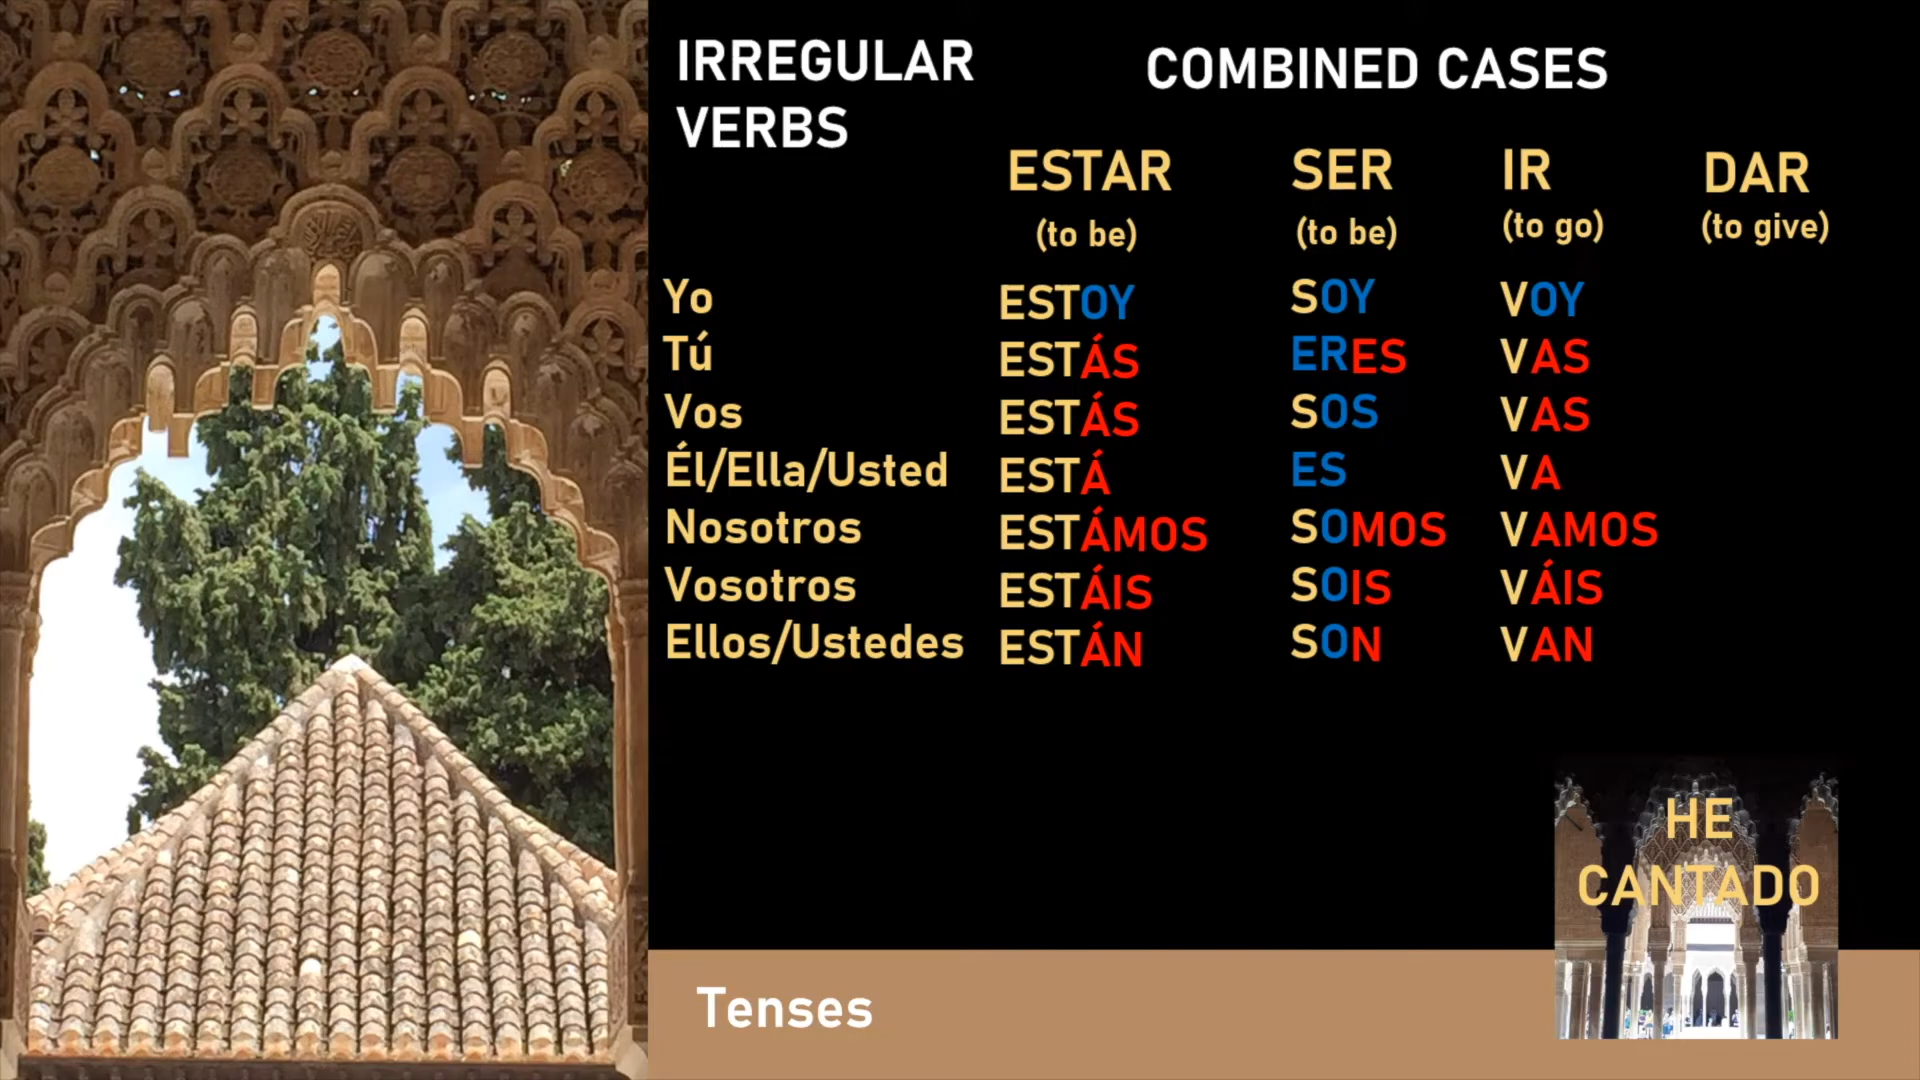 IRREGULAR
VERBS
COMBINED CASES
ESTAR SER IR DAR
(to be) (to be) (to go) (to give)
Yo ESTOY SOY VOY
Tú ESTÁS ERES VAS
Vos ESTÁS SOS VAS
Él/Ella/Usted ESTÁ ES VA
Nosotros ESTÁMOS SOMOS VAMOS
Vosotros ESTÁIS SOIS VÁIS
Ellos/Ustedes ESTÁN SON VAN
HE
CANTADO
Tenses